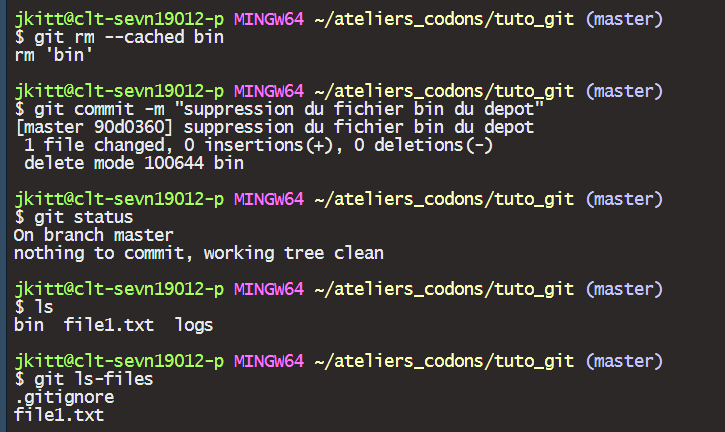 jkitt@clt-sevn19012-p MINGW64 ~/ateliers_codons/tuto_git (master)
$ git rm --cached bin
rm 'bin'
jkitt@clt-sevn19012-p MINGW64 ~/ateliers_codons/tuto_git (master)
$ git commit -m "suppression du fichier bin du depot"
[master 90d0360] suppression du fichier bin du depot
 1 file changed, 0 insertions(+), 0 deletions(-)
 delete mode 100644 bin
jkitt@clt-sevn19012-p MINGW64 ~/ateliers_codons/tuto_git (master)
$ git status
On branch master
nothing to commit, working tree clean
jkitt@clt-sevn19012-p MINGW64 ~/ateliers_codons/tuto_git (master)
$ ls
bin  file1.txt  logs
jkitt@clt-sevn19012-p MINGW64 ~/ateliers_codons/tuto_git (master)
$ git ls-files
.gitignore
file1.txt